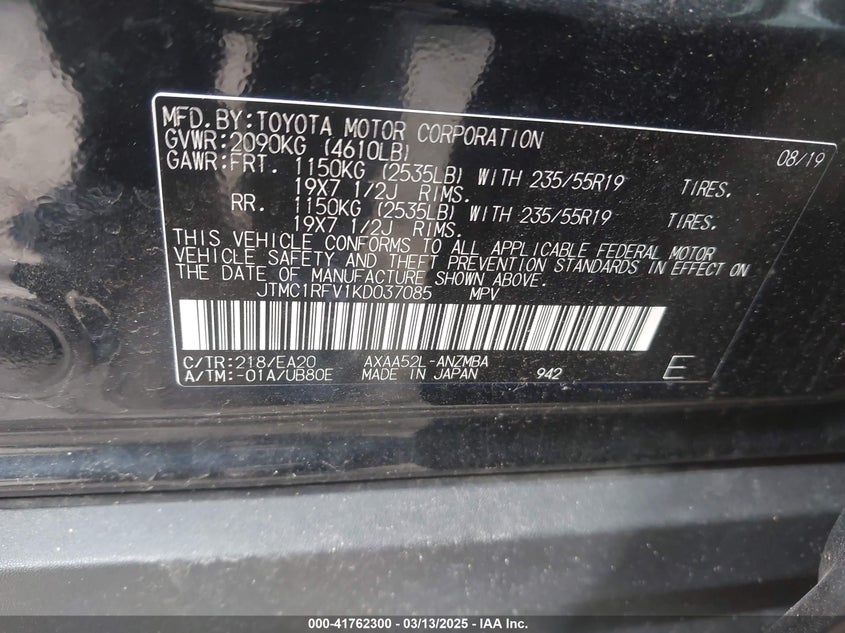 MFD. BY: TOYOTA MOTOR CORPORATION 08/19
GVWR: 2090KG (4610LB)
GAWR: FRT. 1150KG (2535LB) WITH 235/55R19 TIRES.
19X7 1/2J RIMS.
RR. 1150KG (2535LB) WITH 235/55R19 TIRES.
19X7 1/2J RIMS.
THIS VEHICLE CONFORMS TO ALL APPLICABLE FEDERAL MOTOR
VEHICLE SAFETY AND THEFT PREVENTION STANDARDS IN EFFECT ON
THE DATE OF MANUFACTURE SHOWN ABOVE.
JTMC1RFV1KD037085 MPV
C/TR: 218/EA20 AXAA52L-ANZMBA
A/TM: -01A/UB80E MADE IN JAPAN 942 E
000-41762300 - 03/13/2025 - IAA Inc.